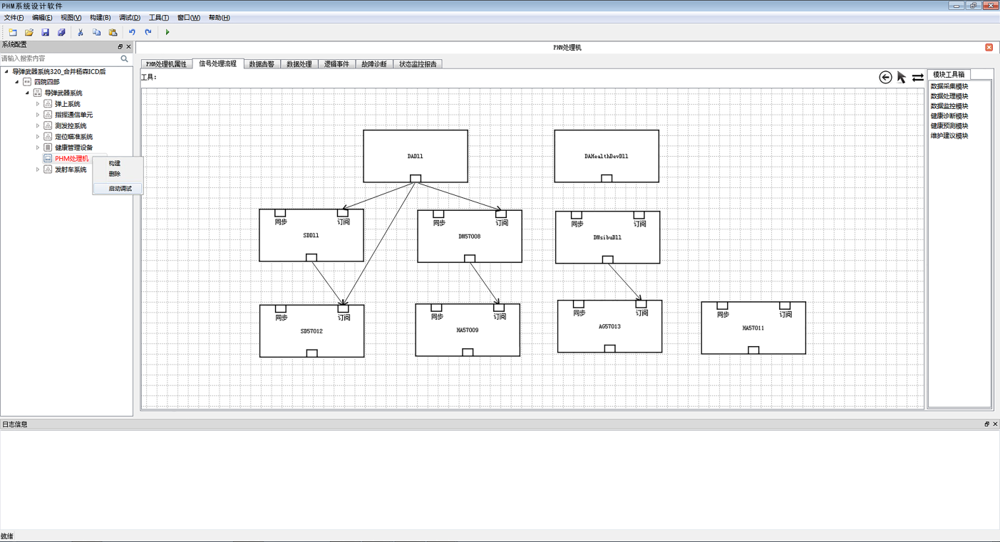 PHM系统设计软件
文件(F) 编辑(E) 视图(V) 构建(B) 调试(D) 工具(T) 窗口(W) 帮助(H)
系统配置
请输入搜索内容
导弹武器系统320_合并杨森ICD后
四院四部
导弹武器系统
弹上系统
指挥通信单元
测发控系统
定位瞄准系统
健康管理设备
PHM处理机
发射车系统
构建
删除
启动调试
PHM处理机
PHM处理机属性 信号处理流程 数据告警 数据处理 逻辑事件 故障诊断 状态监控报告
工具:
DADll
DAHealthDevDll
同步 订阅
SDDll
同步 订阅
DW57008
同步 订阅
DWsibuDll
同步 订阅
SD57012
同步 订阅
HA57009
同步 订阅
AG57013
同步 订阅
HA57011
模块工具箱
数据采集模块
数据处理模块
数据监控模块
健康诊断模块
健康预测模块
维护建议模块
日志信息
就绪